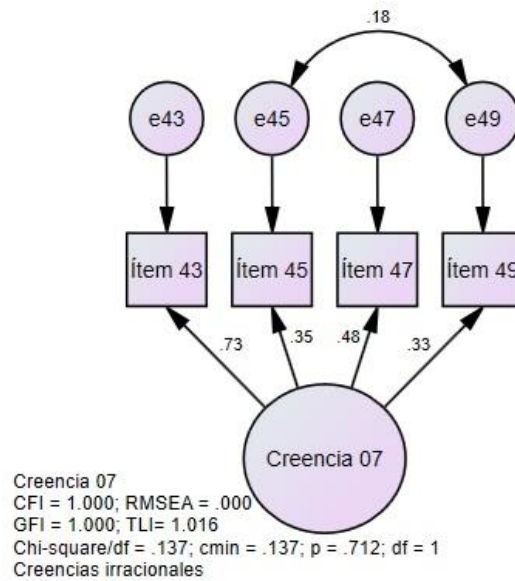 .18
e43 e45 e47 e49
Ítem 43 Ítem 45 Ítem 47 Ítem 49
.73 .35 .48 .33
Creencia 07
Creencia 07
CFI = 1.000; RMSEA = .000
GFI = 1.000; TLI= 1.016
Chi-square/df = .137; cmin = .137; p = .712; df = 1
Creencias irracionales